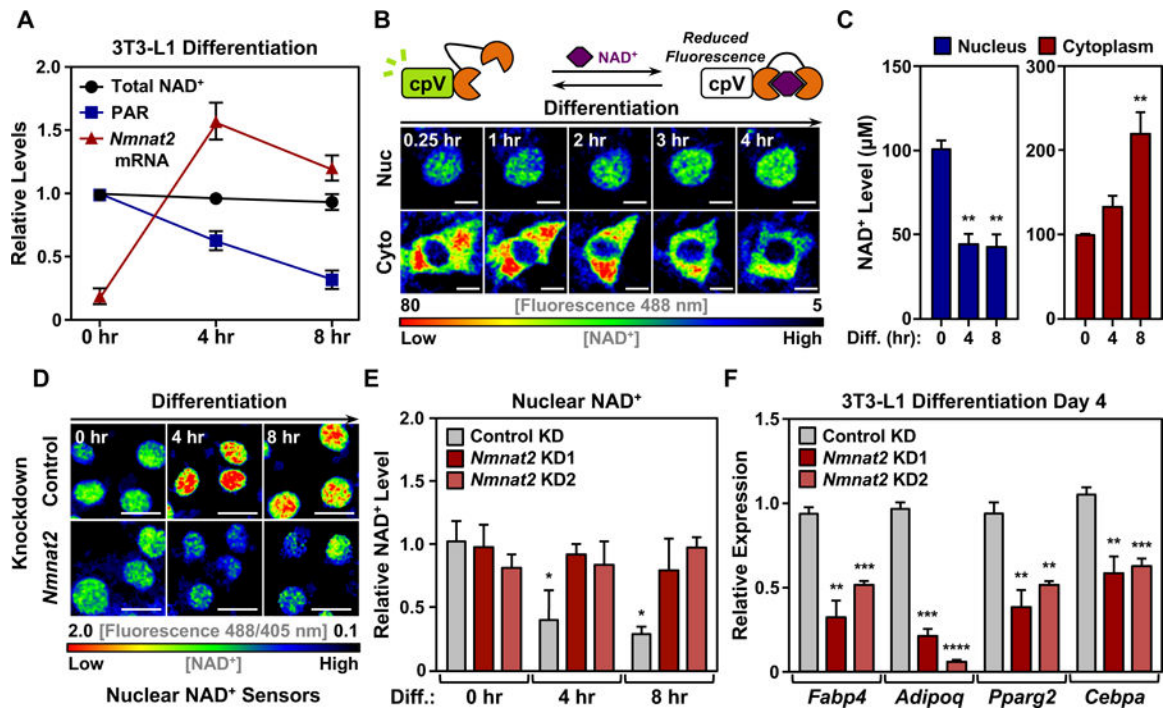 A
3T3-L1 Differentiation
Relative Levels
2.0
1.5
1.0
0.5
0
Total NAD⁺
PAR
Nmnat2
mRNA
0 hr 4 hr 8 hr
B
cpV
NAD⁺
Reduced
Fluorescence
cpV
Differentiation
Nuc
0.25 hr 1 hr 2 hr 3 hr 4 hr
Cyto
80 [Fluorescence 488 nm] 5
Low [NAD⁺] High
C
Nucleus Cytoplasm
NAD⁺ Level (µM)
150
100
50
0
** **
300
200
100
0
**
Diff. (hr): 0 4 8 0 4 8
D
Differentiation
Knockdown
Control
Nmnat2
0 hr 4 hr 8 hr
2.0 [Fluorescence 488/405 nm] 0.1
Low [NAD⁺] High
Nuclear NAD⁺ Sensors
E
Nuclear NAD⁺
Relative NAD⁺ Level
2.0
1.5
1.0
0.5
0
Control KD
Nmnat2 KD1
Nmnat2 KD2
* *
Diff.: 0 hr 4 hr 8 hr
F
3T3-L1 Differentiation Day 4
Relative Expression
1.5
1.0
0.5
0
Control KD
Nmnat2 KD1
Nmnat2 KD2
** *** *** **** ** ** ** ***
Fabp4 Adipoq Pparg2 Cebpa